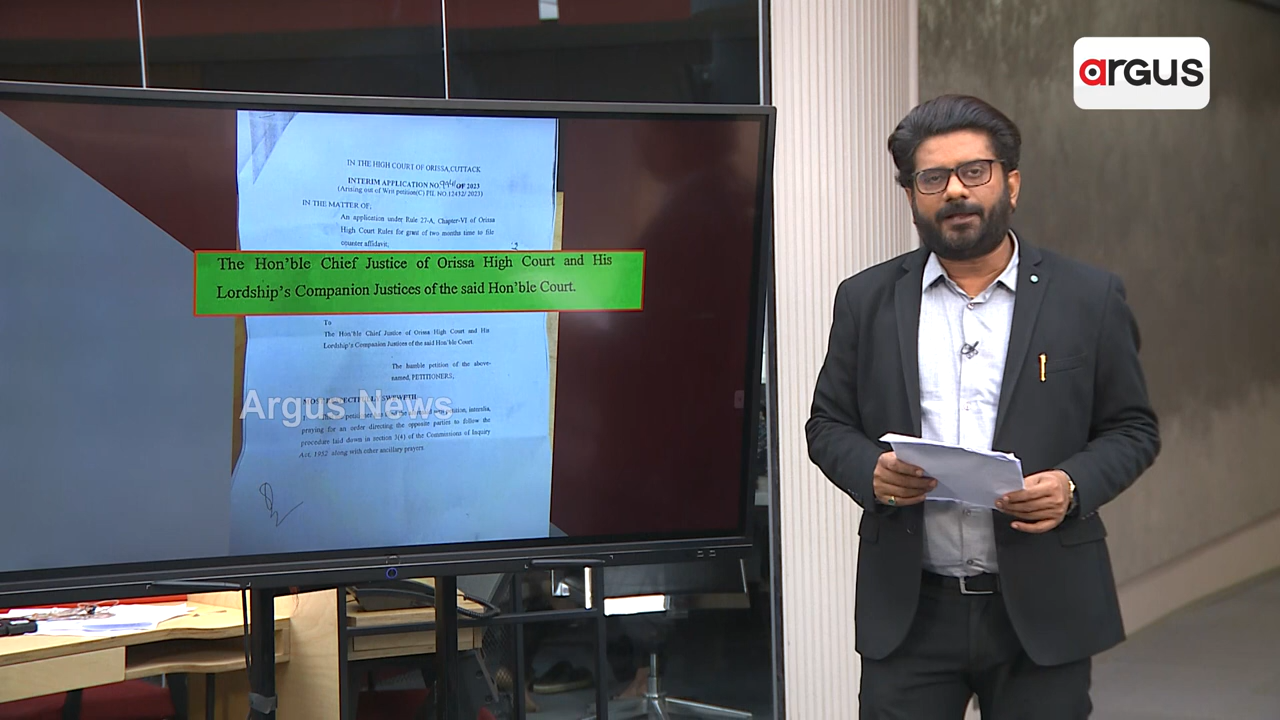 argus
IN THE HIGH COURT OF ORISSA, CUTTACK
INTERIM APPLICATION NO. OF 2023
(Arising out of Writ petition(C) PIL NO.12432/ 2023)
IN THE MATTER OF;
An application under Rule 27-A, Chapter-VI of Orissa
High Court Rules for grant of two months time to file
counter affidavit;
The Hon'ble Chief Justice of Orissa High Court and His
Lordship's Companion Justices of the said Hon'ble Court.
To
The Hon'ble Chief Justice of Orissa High Court and His
Lordship's Companion Justices of the said Hon'ble Court.
The humble petition of the above-
named, PETITIONERS;
Argus News
petition, interalia,
praying for an order directing the opposite parties to follow the
procedure laid down in section 3(4) of the Commissions of Inquiry
Act, 1952 along with other ancillary prayers